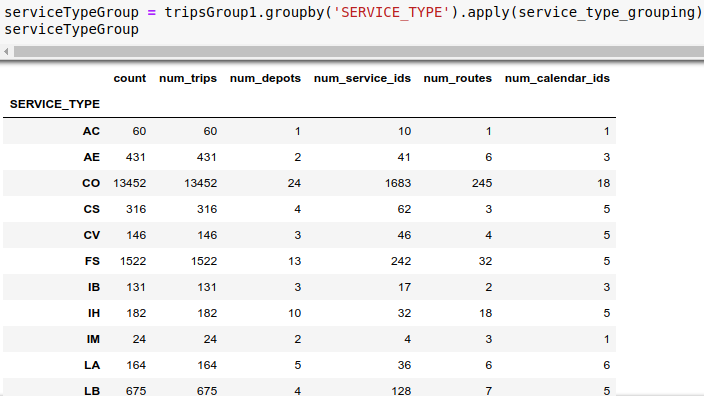 serviceTypeGroup = tripsGroup1.groupby('SERVICE_TYPE').apply(service_type_grouping)
serviceTypeGroup
count num_trips num_depots num_service_ids num_routes num_calendar_ids
SERVICE_TYPE
AC 60 60 1 10 1 1
AE 431 431 2 41 6 3
CO 13452 13452 24 1683 245 18
CS 316 316 4 62 3 5
CV 146 146 3 46 4 5
FS 1522 1522 13 242 32 5
IB 131 131 3 17 2 3
IH 182 182 10 32 18 5
IM 24 24 2 4 3 1
LA 164 164 5 36 6 6
LB 675 675 4 128 7 5